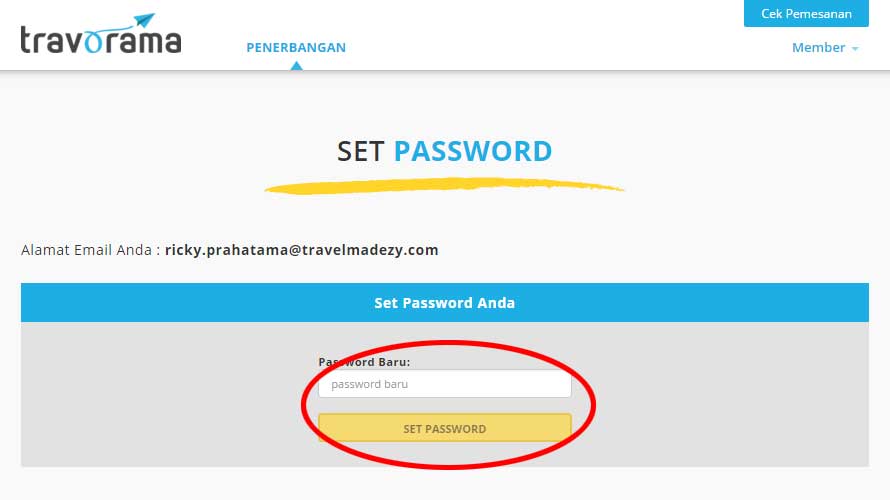 Cek Pemesanan
travorama
PENERBANGAN
Member
SET PASSWORD
Alamat Email Anda : ricky.prahatama@travelmadezy.com
Set Password Anda
Password Baru:
password baru
SET PASSWORD